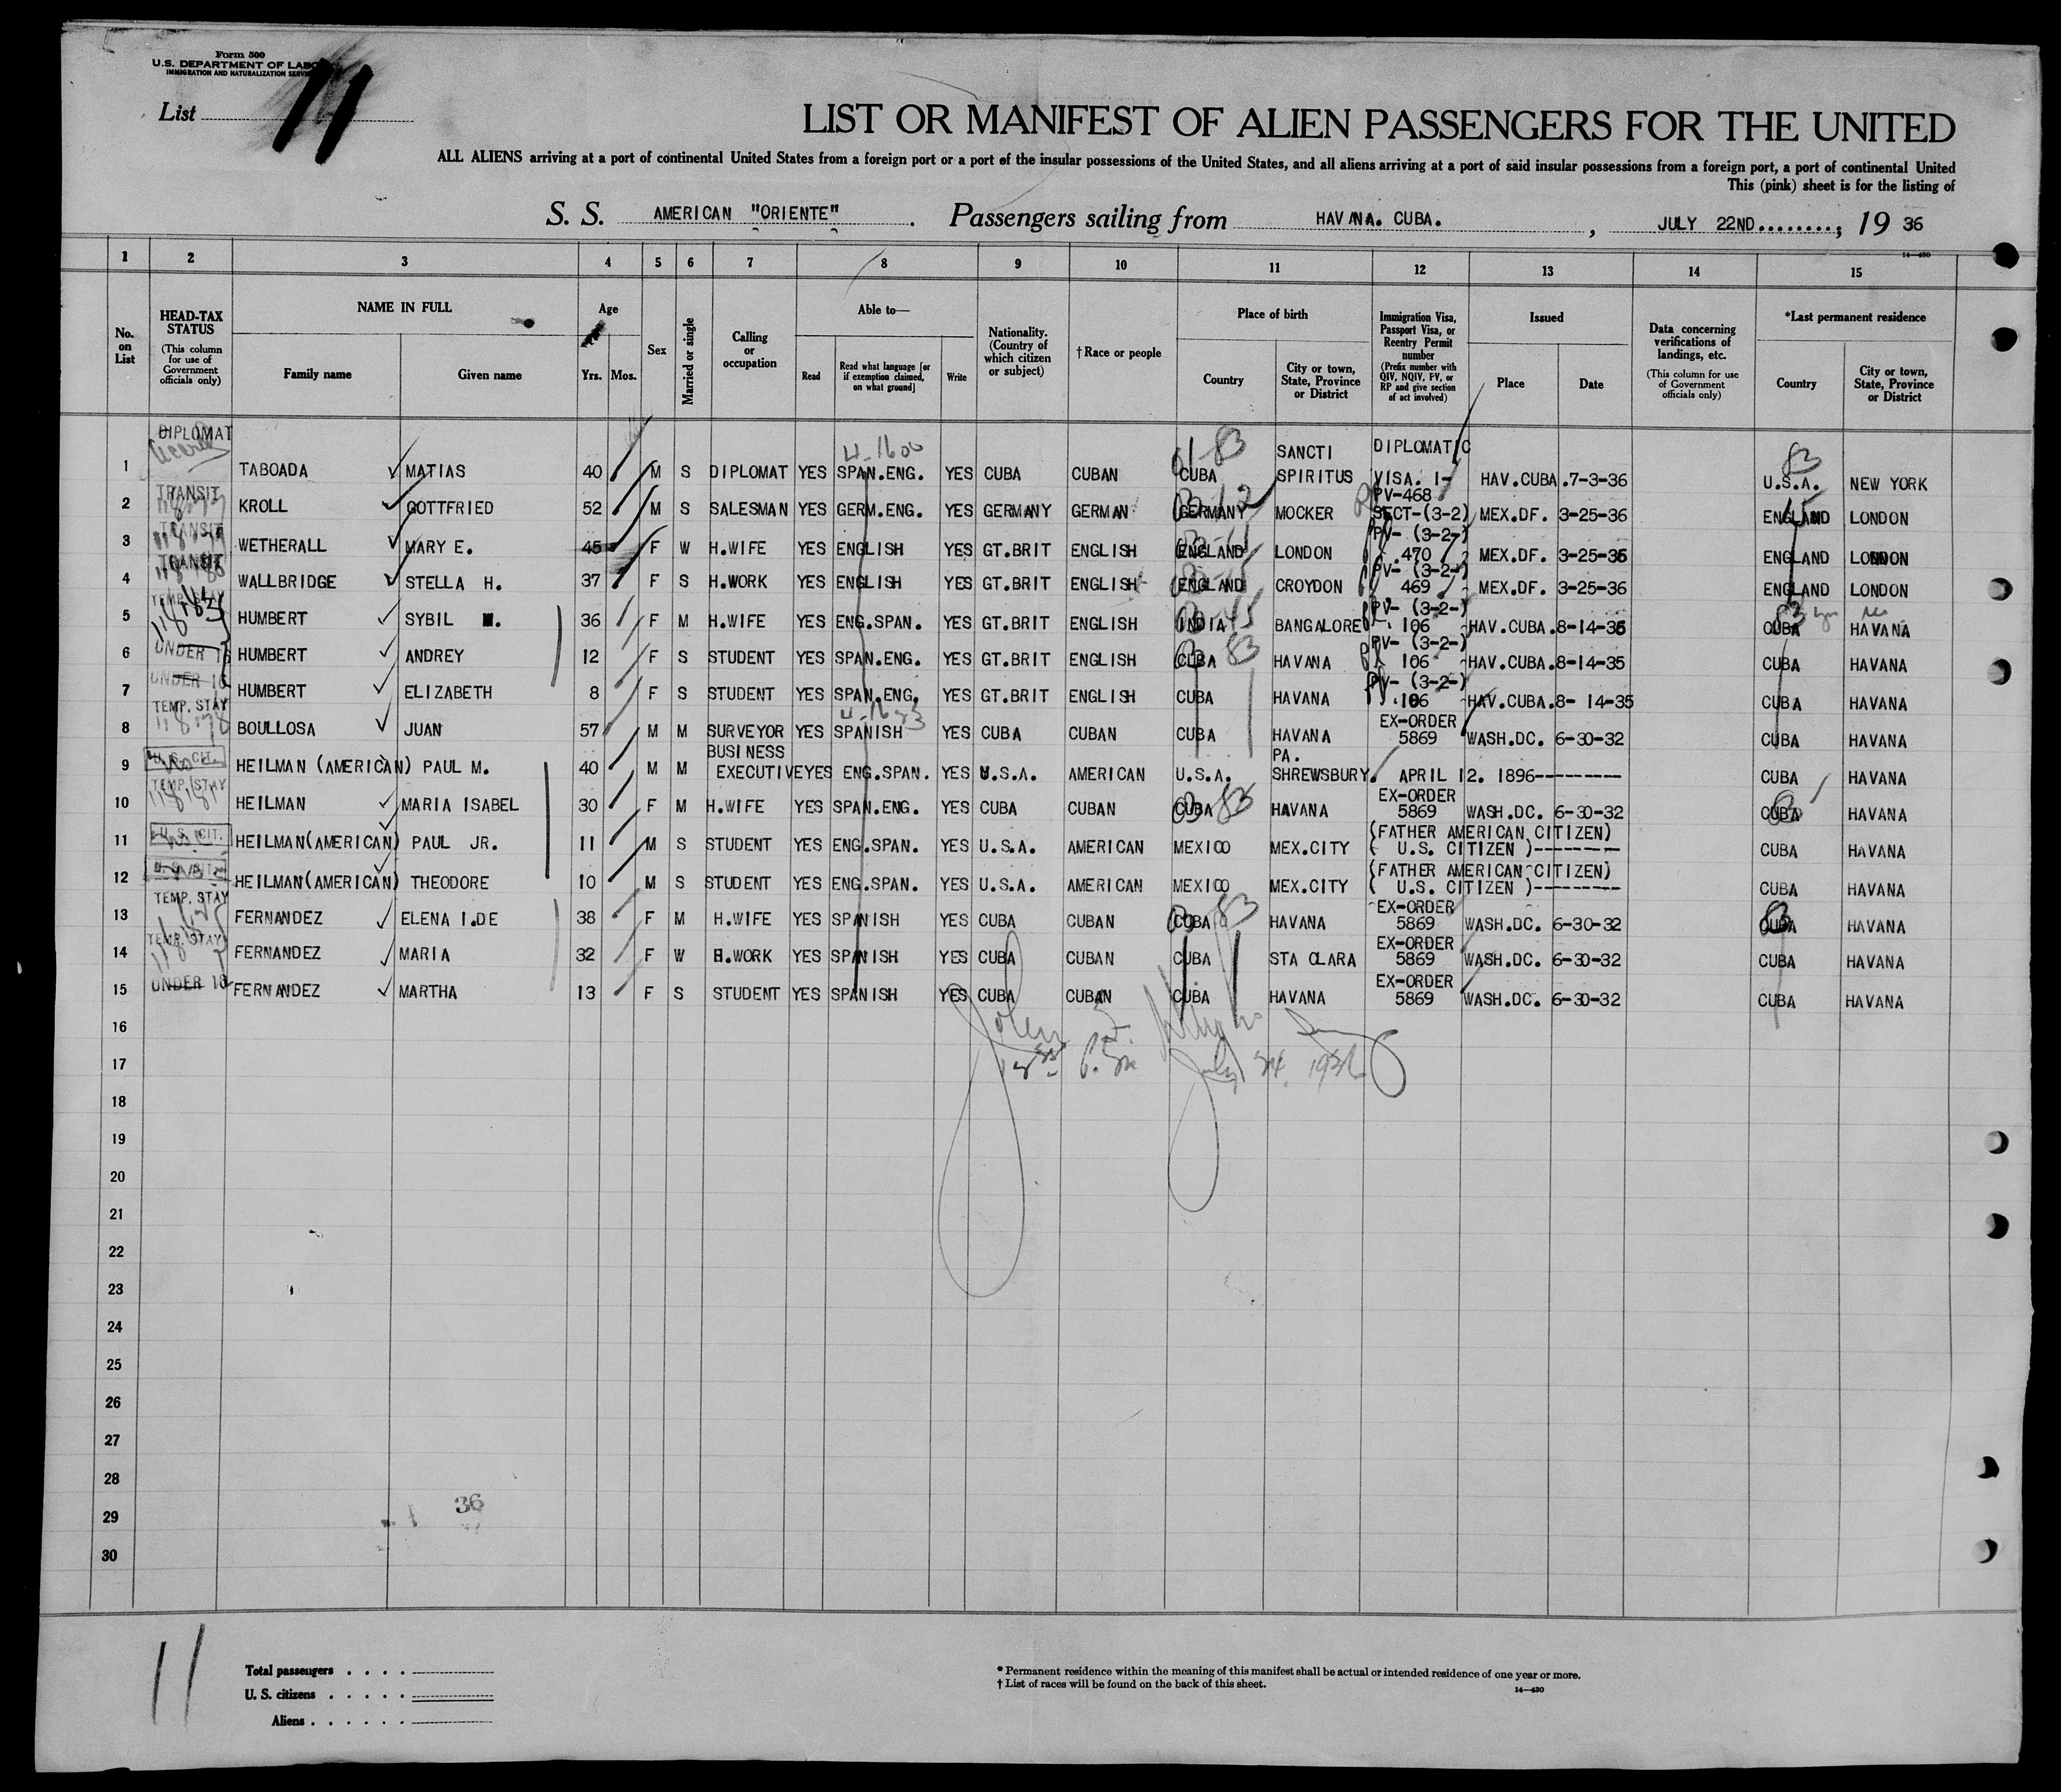 Form 500
U.S. DEPARTMENT OF LABOR
IMMIGRATION AND NATURALIZATION SERVICE
List 11
LIST OR MANIFEST OF ALIEN PASSENGERS FOR THE UNITED
ALL ALIENS arriving at a port of continental United States from a foreign port or a port of the insular possessions of the United States, and all aliens arriving at a port of said insular possessions from a foreign port, a port of continental United
This (pink) sheet is for the listing of
S. S. AMERICAN "ORIENTE" . Passengers sailing from HAVANA. CUBA. , JULY 22ND........; 19 36
14—430
1 2 3 4 5 6 7 8 9 10 11 12 13 14 15
No. on List
HEAD-TAX STATUS (This column for use of Government officials only)
NAME IN FULL Family name Given name
Age Yrs. Mos.
Sex
Married or single
Calling or occupation
Able to— Read Read what language [or if exemption claimed, on what ground] Write
Nationality. (Country of which citizen or subject)
†Race or people
Place of birth Country City or town, State, Province or District
Immigration Visa, Passport Visa, or Reentry Permit number (Prefix number with QIV, NQIV, FV, or RP and give section of act involved)
Issued Place Date
Data concerning verifications of landings, etc. (This column for use of Government officials only)
*Last permanent residence Country City or town, State, Province or District
1 DIPLOMAT TABOADA MATIAS 40 M S DIPLOMAT YES SPAN.ENG. YES CUBA CUBAN CUBA SANCTI SPIRITUS DIPLOMATIC VISA. 1- HAV.CUBA.7-3-36 U.S.A. NEW YORK
2 TRANSIT KROLL GOTTFRIED 52 M S SALESMAN YES GERM.ENG. YES GERMANY GERMAN GERMANY MOCKER PV-468 SECT-(3-2) MEX.DF. 3-25-36 ENGLAND LONDON
3 TRANSIT WETHERALL MARY E. 45 F W H.WIFE YES ENGLISH YES GT.BRIT ENGLISH ENGLAND LONDON PV- (3-2-) .470 MEX.DF. 3-25-36 ENGLAND LONDON
4 TRANSIT WALLBRIDGE STELLA H. 37 F S H.WORK YES ENGLISH YES GT.BRIT ENGLISH ENGLAND CROYDON PV- (3-2-) 469 MEX.DF. 3-25-36 ENGLAND LONDON
5 TEMP. STAY HUMBERT SYBIL M. 36 F M H.WIFE YES ENG.SPAN. YES GT.BRIT ENGLISH INDIA BANGALORE PV- (3-2-) 106 HAV.CUBA.8-14-35 CUBA HAVANA
6 UNDER 16 HUMBERT ANDREY 12 F S STUDENT YES SPAN.ENG. YES GT.BRIT ENGLISH CUBA HAVANA PV- (3-2-) 106 HAV.CUBA.8-14-35 CUBA HAVANA
7 UNDER 16 HUMBERT ELIZABETH 8 F S STUDENT YES SPAN.ENG. YES GT.BRIT ENGLISH CUBA HAVANA PV- (3-2-) 106 HAV.CUBA.8- 14-35 CUBA HAVANA
8 TEMP. STAY BOULLOSA JUAN 57 M M SURVEYOR YES SPANISH YES CUBA CUBAN CUBA HAVANA EX-ORDER 5869 WASH.DC. 6-30-32 CUBA HAVANA
9 U.S. CIT. HEILMAN (AMERICAN) PAUL M. 40 M M BUSINESS EXECUTIVE YES ENG.SPAN. YES U.S.A. AMERICAN U.S.A. PA. SHREWSBURY. APRIL 12. 1896--------- CUBA HAVANA
10 TEMP. STAY HEILMAN MARIA ISABEL 30 F M H.WIFE YES SPAN.ENG. YES CUBA CUBAN CUBA HAVANA EX-ORDER 5869 WASH.DC. 6-30-32 CUBA HAVANA
11 U.S. CIT. HEILMAN(AMERICAN) PAUL JR. 11 M S STUDENT YES ENG.SPAN. YES U.S.A. AMERICAN MEXICO MEX.CITY (FATHER AMERICAN CITIZEN) ( U.S. CITIZEN )--------- CUBA HAVANA
12 U.S. CIT. HEILMAN(AMERICAN) THEODORE 10 M S STUDENT YES ENG.SPAN. YES U.S.A. AMERICAN MEXICO MEX.CITY (FATHER AMERICAN CITIZEN) ( U.S. CITIZEN )--------- CUBA HAVANA
13 TEMP. STAY FERNANDEZ ELENA I.DE 38 F M H.WIFE YES SPANISH YES CUBA CUBAN CUBA HAVANA EX-ORDER 5869 WASH.DC. 6-30-32 CUBA HAVANA
14 TEMP. STAY FERNANDEZ MARIA 32 F W H.WORK YES SPANISH YES CUBA CUBAN CUBA STA CLARA EX-ORDER 5869 WASH.DC. 6-30-32 CUBA HAVANA
15 UNDER 16 FERNANDEZ MARTHA 13 F S STUDENT YES SPANISH YES CUBA CUBAN CUBA HAVANA EX-ORDER 5869 WASH.DC. 6-30-32 CUBA HAVANA
16
17 July 24. 1936
18
19
20
21
22
23
24
25
26
27
28
29 36
30
11
Total passengers . . . .
U. S. citizens . . . . .
Aliens . . . . . .
* Permanent residence within the meaning of this manifest shall be actual or intended residence of one year or more.
† List of races will be found on the back of this sheet.
14—430